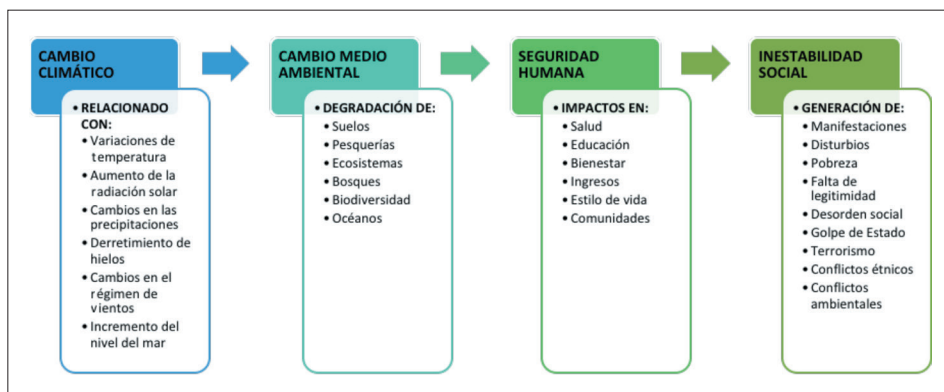 CAMBIO
CLIMÁTICO
• RELACIONADO
CON:
• Variaciones de
temperatura
• Aumento de la
radiación solar
• Cambios en las
precipitaciones
• Derretimiento de
hielos
• Cambios en el
régimen de
vientos
• Incremento del
nivel del mar
CAMBIO MEDIO
AMBIENTAL
• DEGRADACIÓN DE:
• Suelos
• Pesquerías
• Ecosistemas
• Bosques
• Biodiversidad
• Océanos
SEGURIDAD
HUMANA
• IMPACTOS EN:
• Salud
• Educación
• Bienestar
• Ingresos
• Estilo de vida
• Comunidades
INESTABILIDAD
SOCIAL
• GENERACIÓN DE:
• Manifestaciones
• Disturbios
• Pobreza
• Falta de
legitimidad
• Desorden social
• Golpe de Estado
• Terrorismo
• Conflictos étnicos
• Conflictos
ambientales